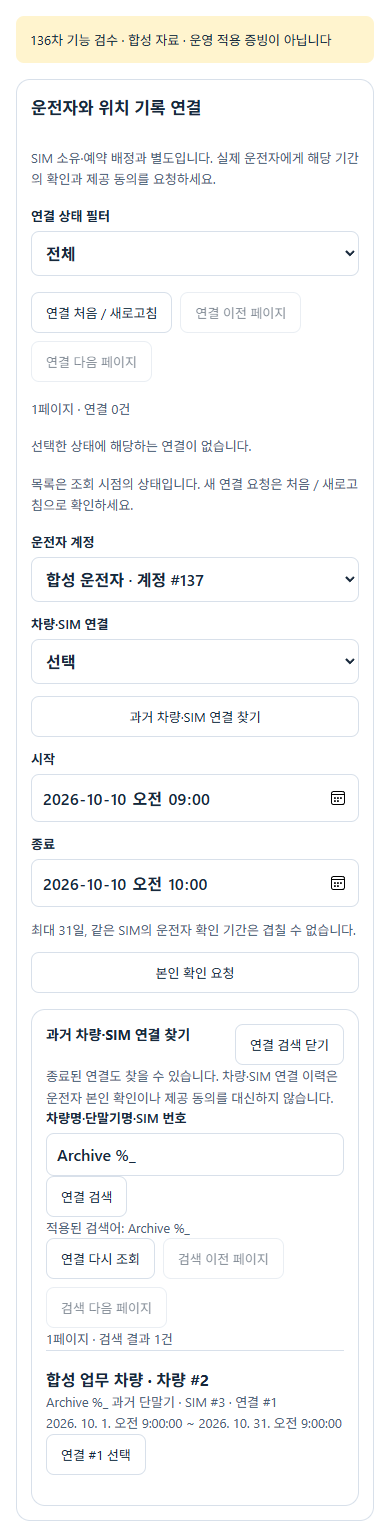 136차 기능 검수 · 합성 자료 · 운영 적용 증빙이 아닙니다
운전자와 위치 기록 연결
SIM 소유·예약 배정과 별도입니다. 실제 운전자에게 해당 기간
의 확인과 제공 동의를 요청하세요.
연결 상태 필터
전체
연결 처음 / 새로고침
연결 이전 페이지
연결 다음 페이지
1페이지 · 연결 0건
선택한 상태에 해당하는 연결이 없습니다.
목록은 조회 시점의 상태입니다. 새 연결 요청은 처음 / 새로고
침으로 확인하세요.
운전자 계정
합성 운전자 · 계정 #137
차량·SIM 연결
선택
과거 차량·SIM 연결 찾기
시작
2026-10-10 오전 09:00
종료
2026-10-10 오전 10:00
최대 31일, 같은 SIM의 운전자 확인 기간은 겹칠 수 없습니다.
본인 확인 요청
과거 차량·SIM 연결 찾기
연결 검색 닫기
종료된 연결도 찾을 수 있습니다. 차량·SIM 연결 이력은
운전자 본인 확인이나 제공 동의를 대신하지 않습니다.
차량명·단말기명·SIM 번호
Archive %_
연결 검색
적용된 검색어: Archive %_
연결 다시 조회
검색 이전 페이지
검색 다음 페이지
1페이지 · 검색 결과 1건
합성 업무 차량 · 차량 #2
Archive %_ 과거 단말기 · SIM #3 · 연결 #1
2026. 10. 1. 오전 9:00:00 ~ 2026. 10. 31. 오전 9:00:00
연결 #1 선택